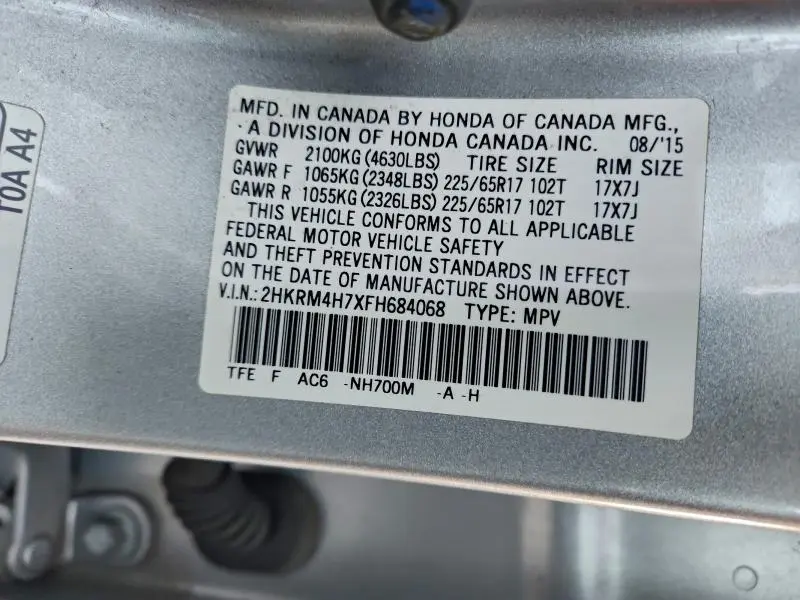 MFD. IN CANADA BY HONDA OF CANADA MFG.,
A DIVISION OF HONDA CANADA INC. 08/'15
GVWR 2100KG (4630LBS) TIRE SIZE RIM SIZE
GAWR F 1065KG (2348LBS) 225/65R17 102T 17X7J
GAWR R 1055KG (2326LBS) 225/65R17 102T 17X7J
THIS VEHICLE CONFORMS TO ALL APPLICABLE
FEDERAL MOTOR VEHICLE SAFETY
AND THEFT PREVENTION STANDARDS IN EFFECT
ON THE DATE OF MANUFACTURE SHOWN ABOVE.
V.I.N.: 2HKRM4H7XFH684068 TYPE: MPV
TFE F AC6 -NH700M -A -H
T0A A4